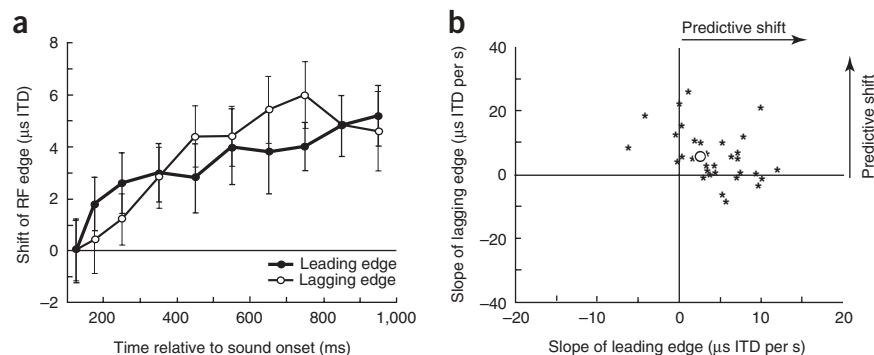 a
Shift of RF edge (μs ITD)
8
6
4
2
0
–2
Leading edge
Lagging edge
200
400
600
800
1,000
Time relative to sound onset (ms)
b
Predictive shift
Predictive shift
Slope of lagging edge (μs ITD per s)
40
20
0
–20
–40
–20
–10
0
10
20
Slope of leading edge (μs ITD per s)